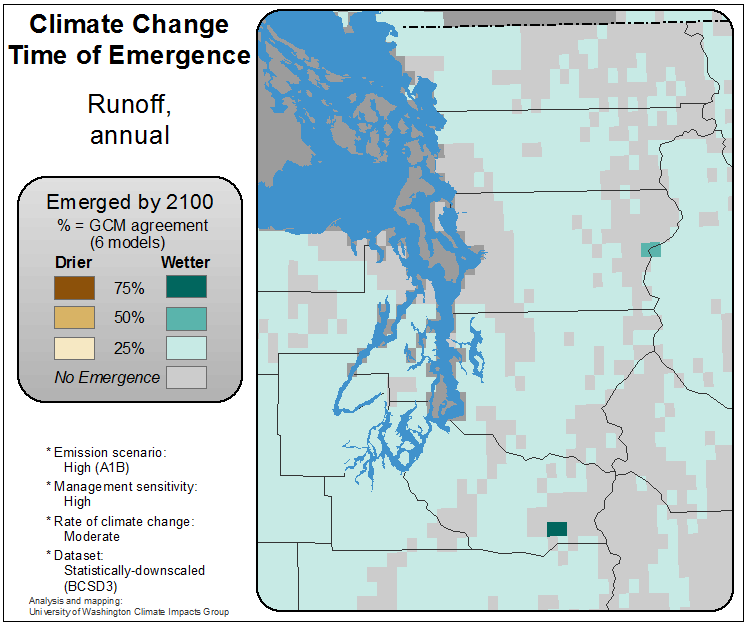 Climate Change
Time of Emergence
Runoff,
annual
Emerged by 2100
% = GCM agreement
(6 models)
Drier Wetter
75%
50%
25%
No Emergence
* Emission scenario:
High (A1B)
* Management sensitivity:
High
* Rate of climate change:
Moderate
* Dataset:
Statistically-downscaled
(BCSD3)
Analysis and mapping:
University of Washington Climate Impacts Group